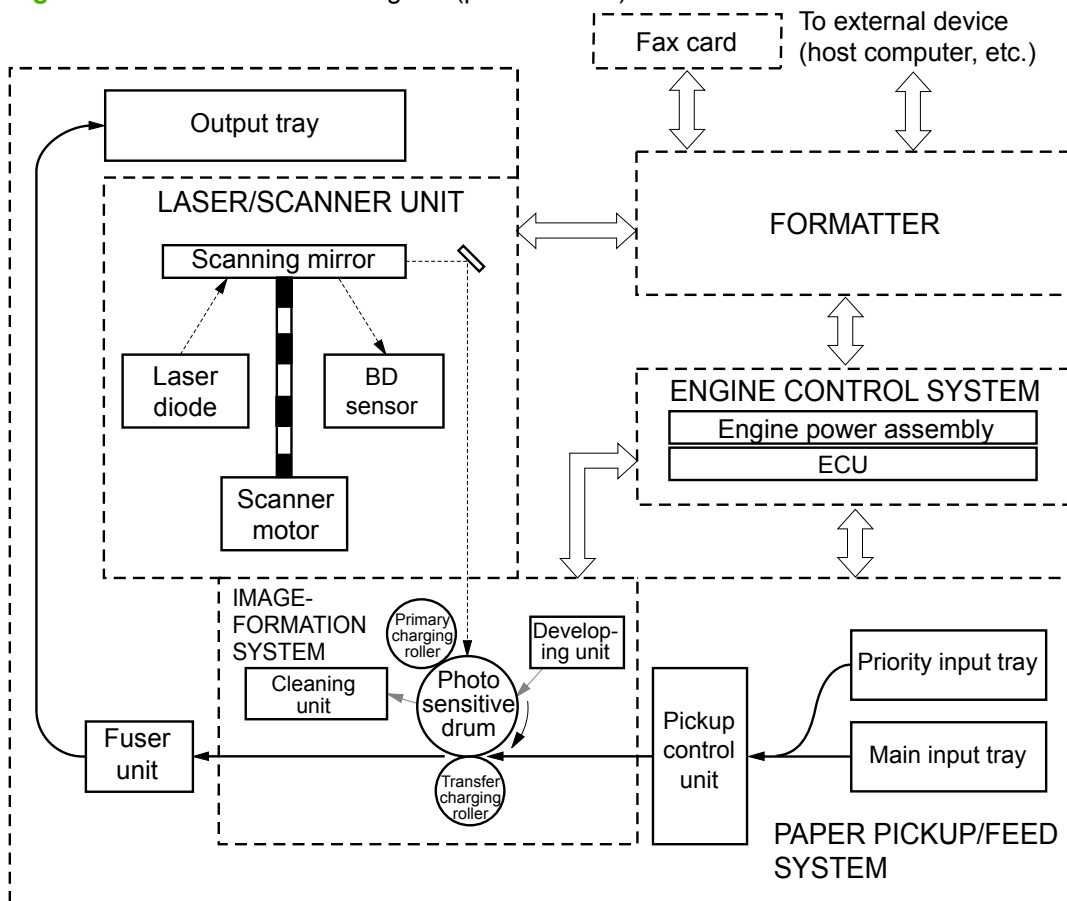 Fax card
To external device
(host computer, etc.)
Output tray
LASER/SCANNER UNIT
FORMATTER
Scanning mirror
Laser
diode
BD
sensor
ENGINE CONTROL SYSTEM
Engine power assembly
ECU
Scanner
motor
IMAGE-
FORMATION
SYSTEM
Primary
charging
roller
Develop-
ing unit
Cleaning
unit
Photo
sensitive
drum
Priority input tray
Pickup
control
unit
Main input tray
Fuser
unit
Transfer
charging
roller
PAPER PICKUP/FEED
SYSTEM